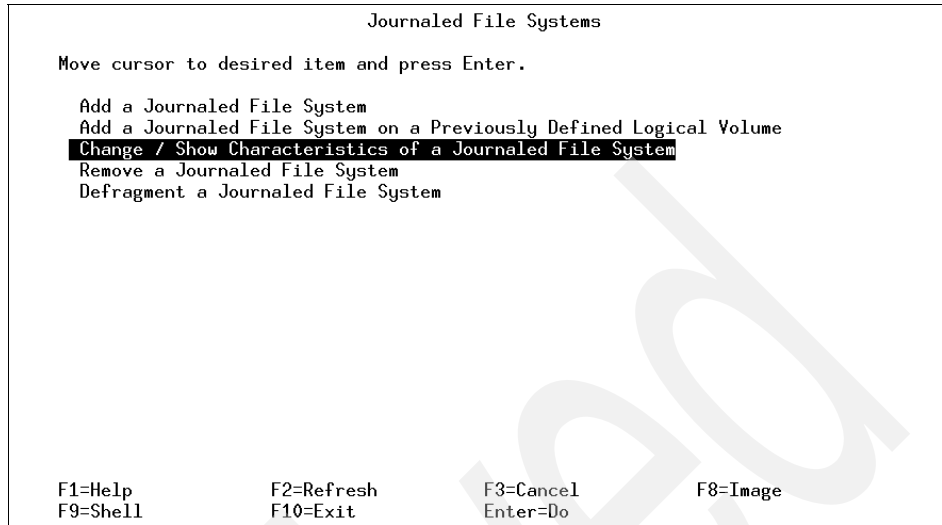 Journaled File Systems
Move cursor to desired item and press Enter.
Add a Journaled File System
Add a Journaled File System on a Previously Defined Logical Volume
Change / Show Characteristics of a Journaled File System
Remove a Journaled File System
Defragment a Journaled File System
F1=Help F2=Refresh F3=Cancel F8=Image
F9=Shell F10=Exit Enter=Do